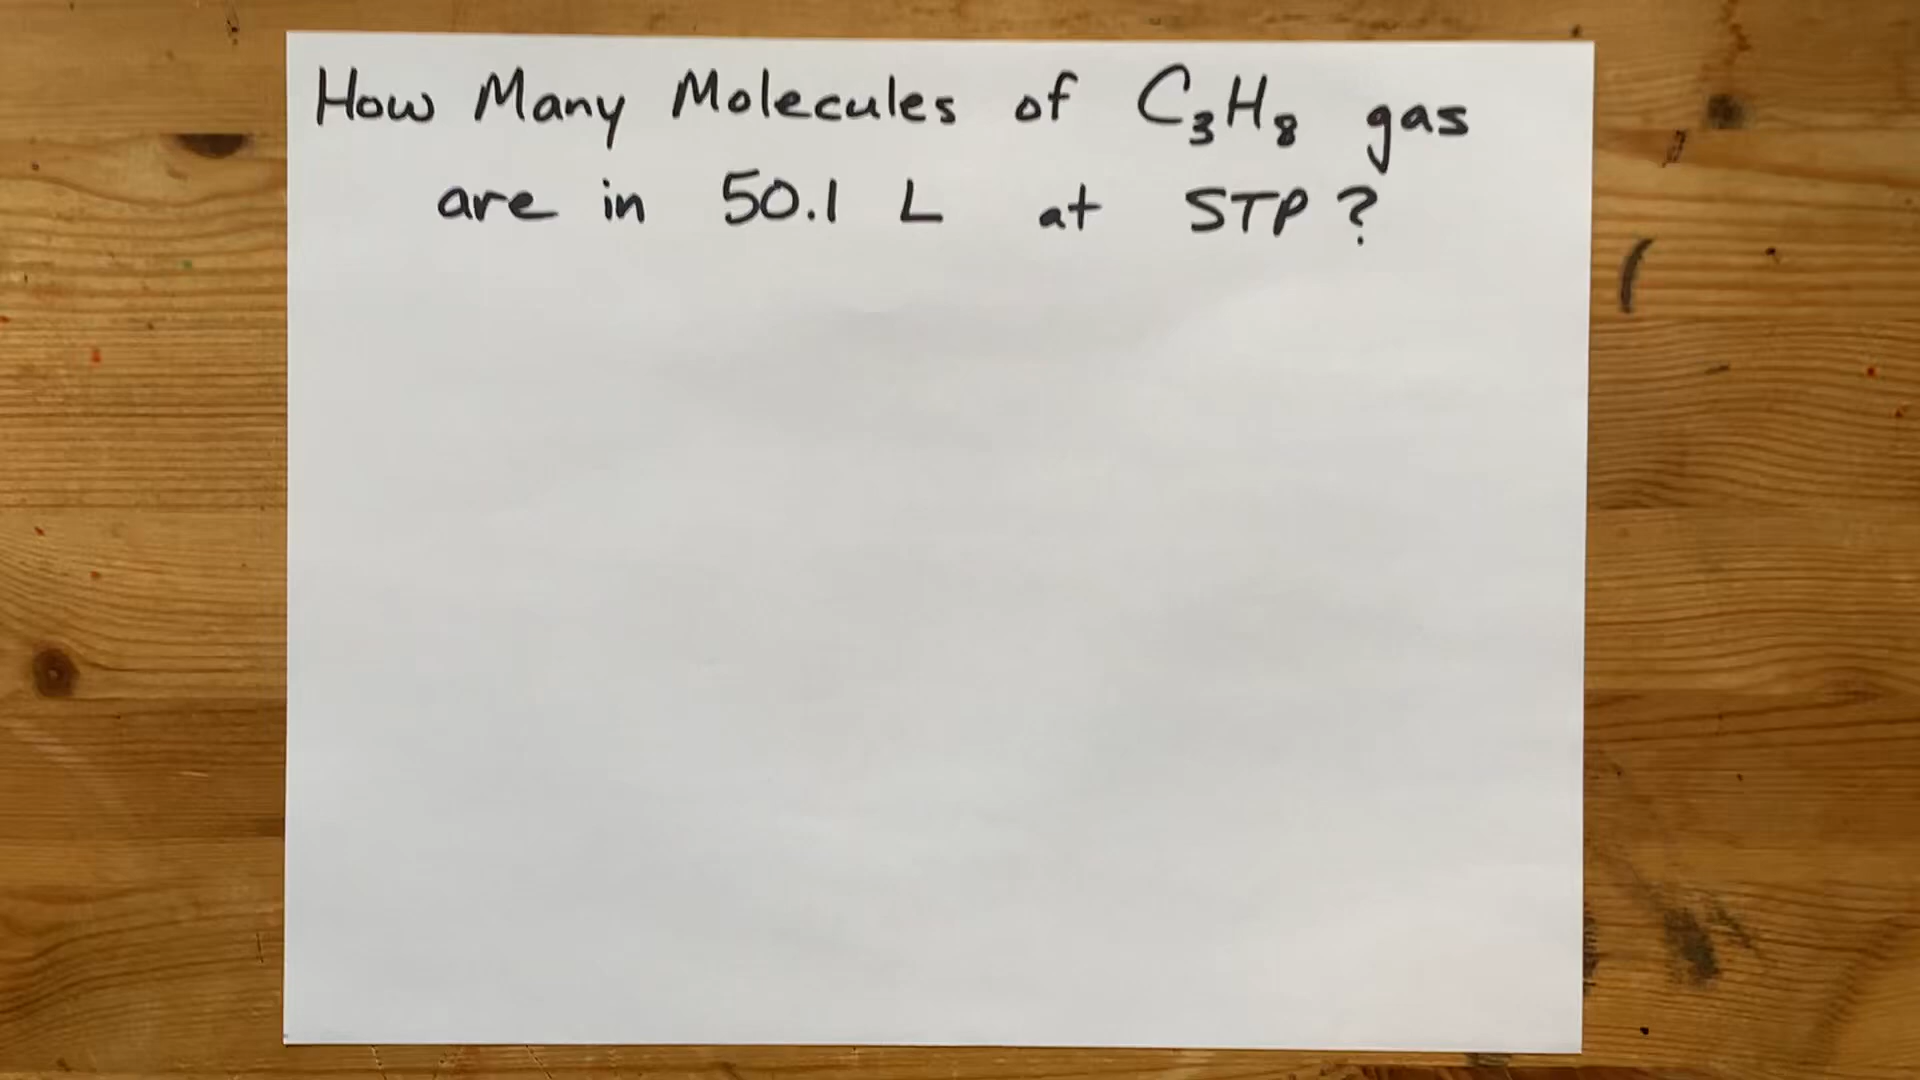 How Many Molecules of C₃H₈ gas
are in 50.1 L at STP?